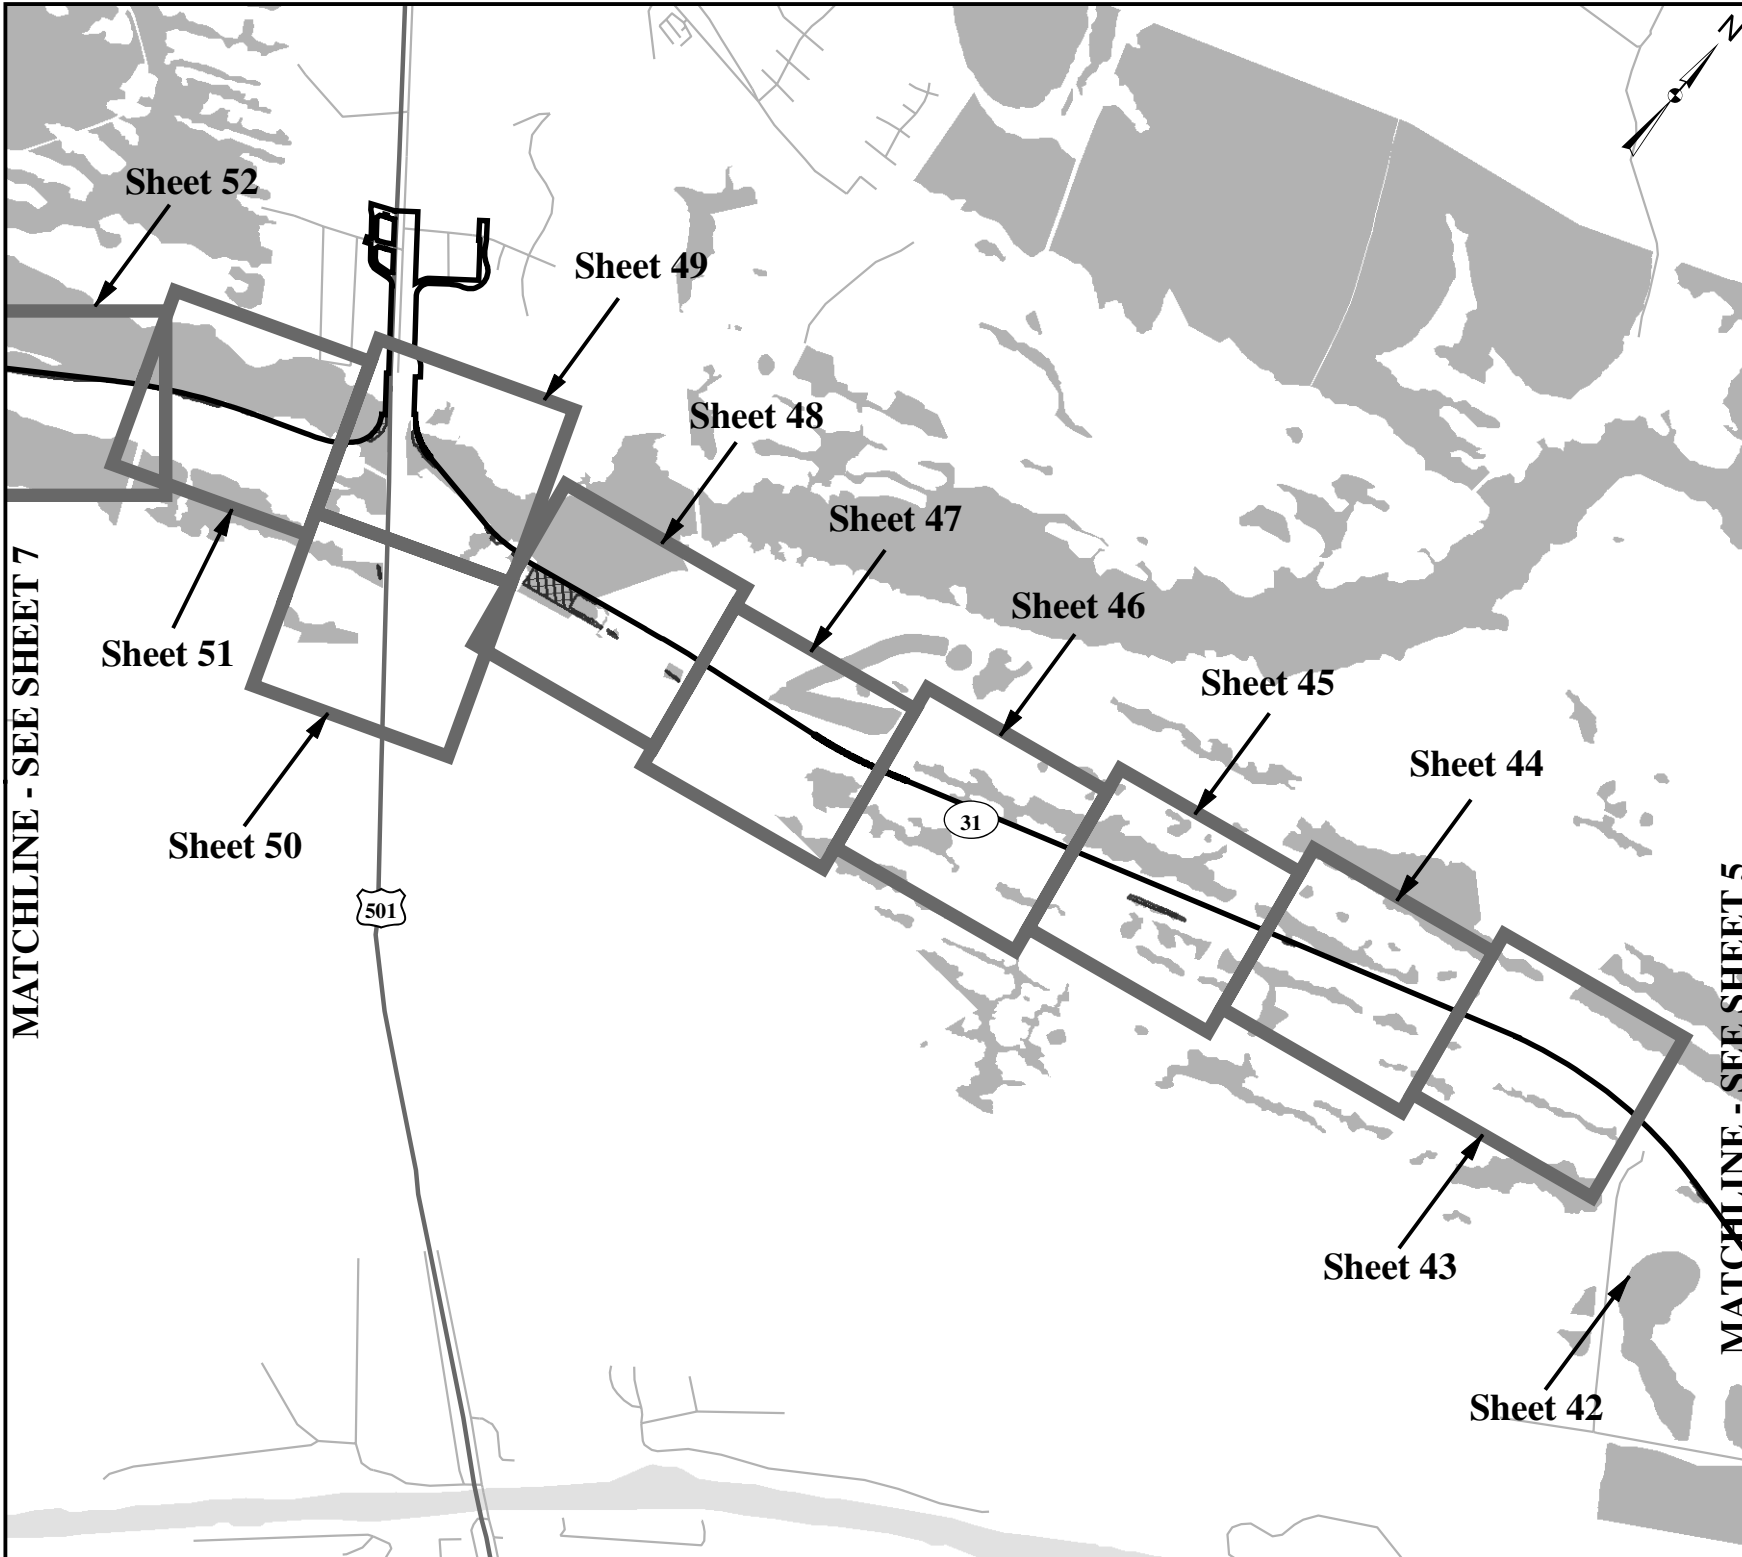 N
Sheet 52
Sheet 49
Sheet 48
Sheet 47
Sheet 46
Sheet 51
Sheet 45
Sheet 44
31
Sheet 50
501
MATCHLINE - SEE SHEET 7
MATCHLINE - SEE SHEET 5
Sheet 43
Sheet 42